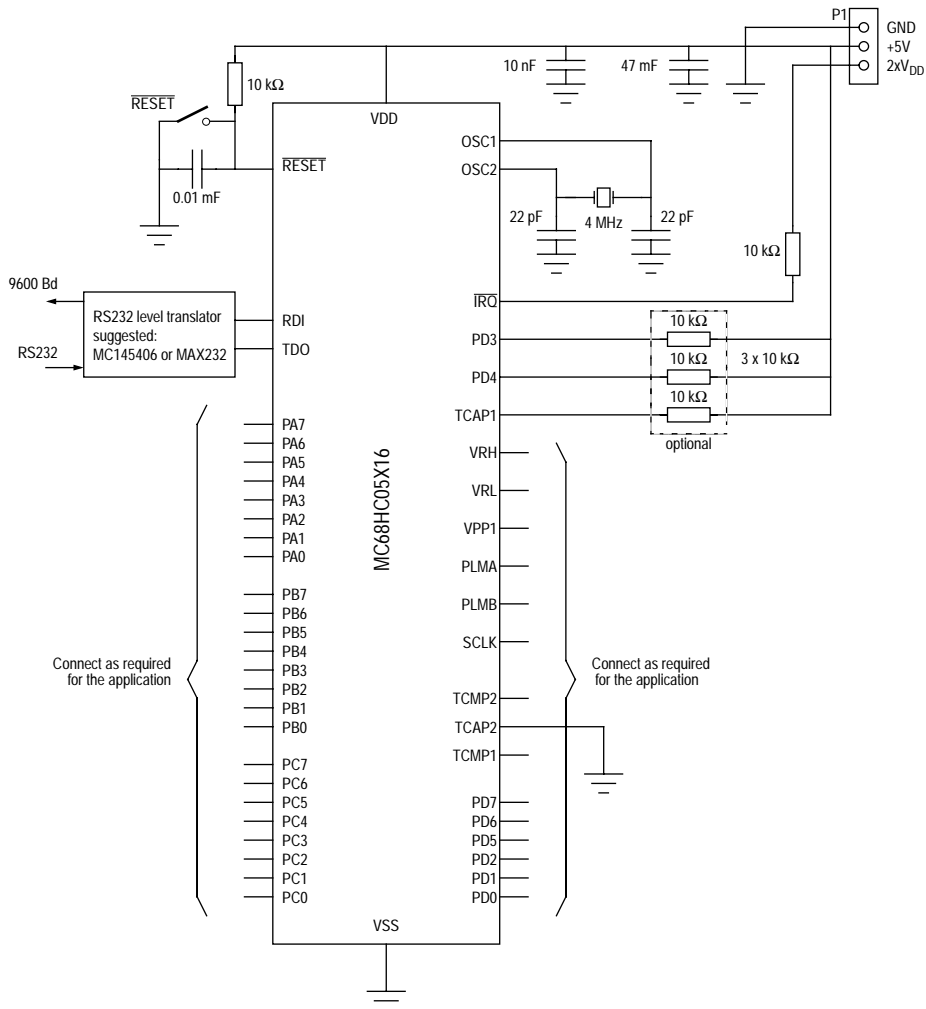 P1
GND
+5V
2xVDD
10 nF
47 mF
10 kΩ
RESET
VDD
OSC1
RESET
OSC2
0.01 mF
22 pF
4 MHz
22 pF
10 kΩ
9600 Bd
IRQ
RS232 level translator
suggested:
MC145406 or MAX232
RDI
10 kΩ
PD3
RS232
TDO
10 kΩ
3 x 10 kΩ
PD4
10 kΩ
TCAP1
optional
PA7
PA6
PA5
PA4
PA3
PA2
PA1
PA0
VRH
VRL
VPP1
PLMA
MC68HC05X16
PB7
PB6
PB5
PB4
PB3
PB2
PB1
PB0
PLMB
SCLK
Connect as required
for the application
Connect as required
for the application
TCMP2
TCAP2
TCMP1
PC7
PC6
PC5
PC4
PC3
PC2
PC1
PC0
PD7
PD6
PD5
PD2
PD1
PD0
VSS